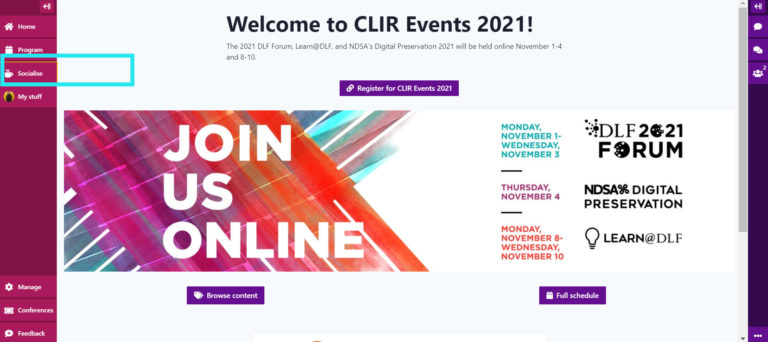 Home
Program
Socialise
My stuff
Manage
Conferences
Feedback
Welcome to CLIR Events 2021!
The 2021 DLF Forum, Learn@DLF, and NDSA's Digital Preservation 2021 will be held online November 1-4
and 8-10.
Register for CLIR Events 2021
JOIN
US
ONLINE
MONDAY,
NOVEMBER 1-
WEDNESDAY,
NOVEMBER 3
DLF 2021
FORUM
THURSDAY,
NOVEMBER 4
NDSA DIGITAL
PRESERVATION
MONDAY,
NOVEMBER 8-
WEDNESDAY,
NOVEMBER 10
LEARN@DLF
Browse content
Full schedule
2